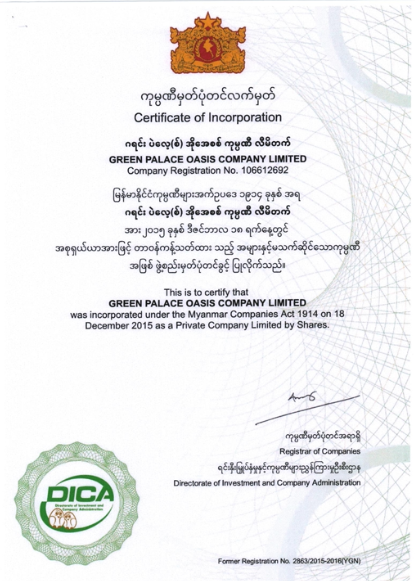 ကုမ္ပဏီမှတ်ပုံတင်လက်မှတ်
Certificate of Incorporation
ဂရင်း ပဲလေ့(စ်) အိုအေစစ် ကုမ္ပဏီ လီမိတက်
GREEN PALACE OASIS COMPANY LIMITED
Company Registration No. 106612692
မြန်မာနိုင်ငံကုမ္ပဏီများအက်ဥပဒေ ၁၉၁၄ ခုနှစ် အရ
ဂရင်း ပဲလေ့(စ်) အိုအေစစ် ကုမ္ပဏီ လီမိတက်
အား ၂၀၁၅ ခုနှစ် ဒီဇင်ဘာလ ၁၈ ရက်နေ့တွင်
အစုရှယ်ယာအားဖြင့် တာဝန်ကန့်သတ်ထား သည့် အများနှင့်မသက်ဆိုင်သောကုမ္ပဏီ
အဖြစ် ဖွဲ့စည်းမှတ်ပုံတင်ခွင့် ပြုလိုက်သည်။
This is to certify that
GREEN PALACE OASIS COMPANY LIMITED
was incorporated under the Myanmar Companies Act 1914 on 18
December 2015 as a Private Company Limited by Shares.
ကုမ္ပဏီမှတ်ပုံတင်အရာရှိ
Registrar of Companies
ရင်းနှီးမြှုပ်နှံမှုနှင့်ကုမ္ပဏီများညွှန်ကြားမှုဦးစီးဌာန
Directorate of Investment and Company Administration
DICA
Directorate of Investment and
Company Administration
Former Registration No. 2863/2015-2016(YGN)